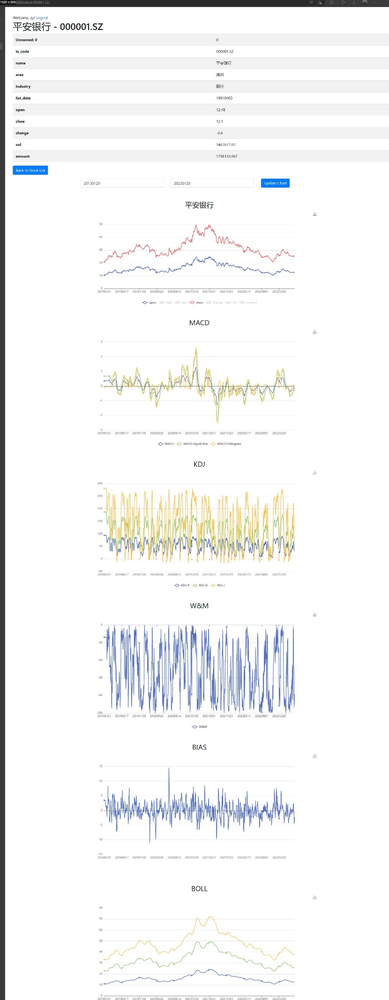 1639 × 936
8000/stock/000001.SZ/
Welcome, zy! Logout
平安银行 - 000001.SZ
Unnamed: 0 0
ts_code 000001.SZ
name 平安银行
area 深圳
industry 银行
list_date 19910403
open 12.48
close 12.1
change -0.4
vol 1467671.92
amount 1798133.967
Back to Stock List
20130120 20230120 Update Chart
平安银行
50
40
30
20
10
0
20190121 20190617 20191105 20200326 20200814 20210105 20210531 20211021 20220311 20220801 20221220
open high low close change vol amount
MACD
3
2
1
0
-1
-2
-3
20190121 20190617 20191105 20200326 20200814 20210105 20210531 20211021 20220311 20220801 20221220
MACD MACD-signal-line MACD-histogram
KDJ
300
250
200
150
100
50
0
-50
20190121 20190617 20191105 20200326 20200814 20210105 20210531 20211021 20220311 20220801 20221220
KDJ-K KDJ-D KDJ-J
W&M
0
-20
-40
-60
-80
-100
20190121 20190617 20191105 20200326 20200814 20210105 20210531 20211021 20220311 20220801 20221220
W&M
BIAS
15
10
5
0
-5
-10
-15
20190121 20190617 20191105 20200326 20200814 20210105 20210531 20211021 20220311 20220801 20221220
BOLL
80
70
60
50
40
30
20
10
0
20190121 20190617 20191105 20200326 20200814 20210105 20210531 20211021 20220311 20220801 20221220